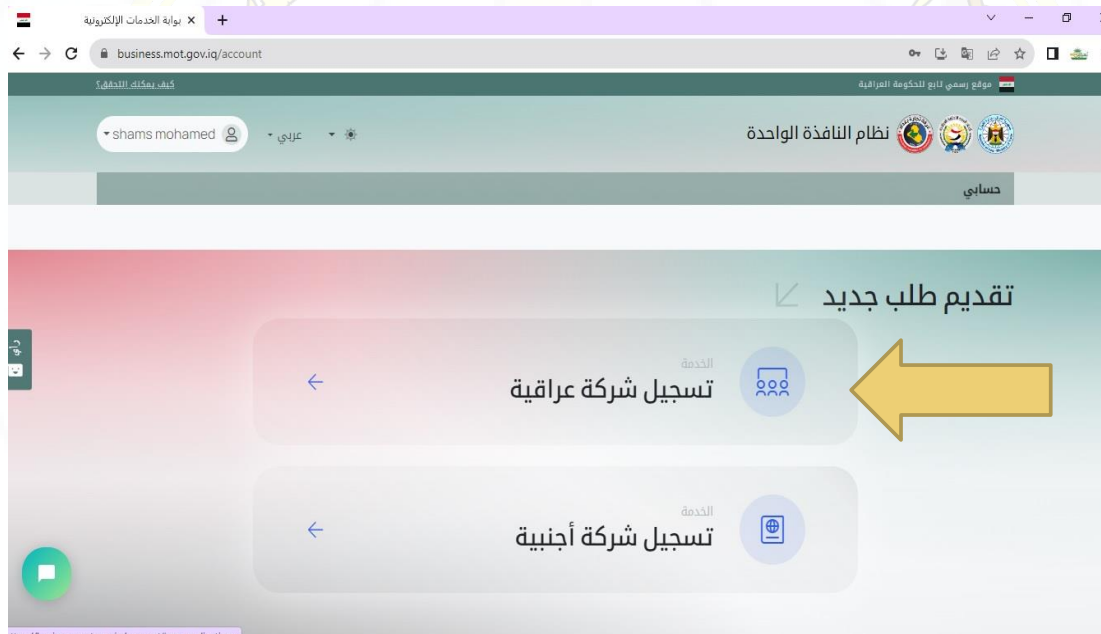 بوابة الخدمات الإلكترونية
business.mot.gov.iq/account
موقع رسمي تابع للحكومة العراقية
كيف يمكنك التحقق؟
نظام النافذة الواحدة
عربي
shams mohamed
حسابي
تقديم طلب جديد
الخدمة
تسجيل شركة عراقية
رأي
الخدمة
تسجيل شركة أجنبية